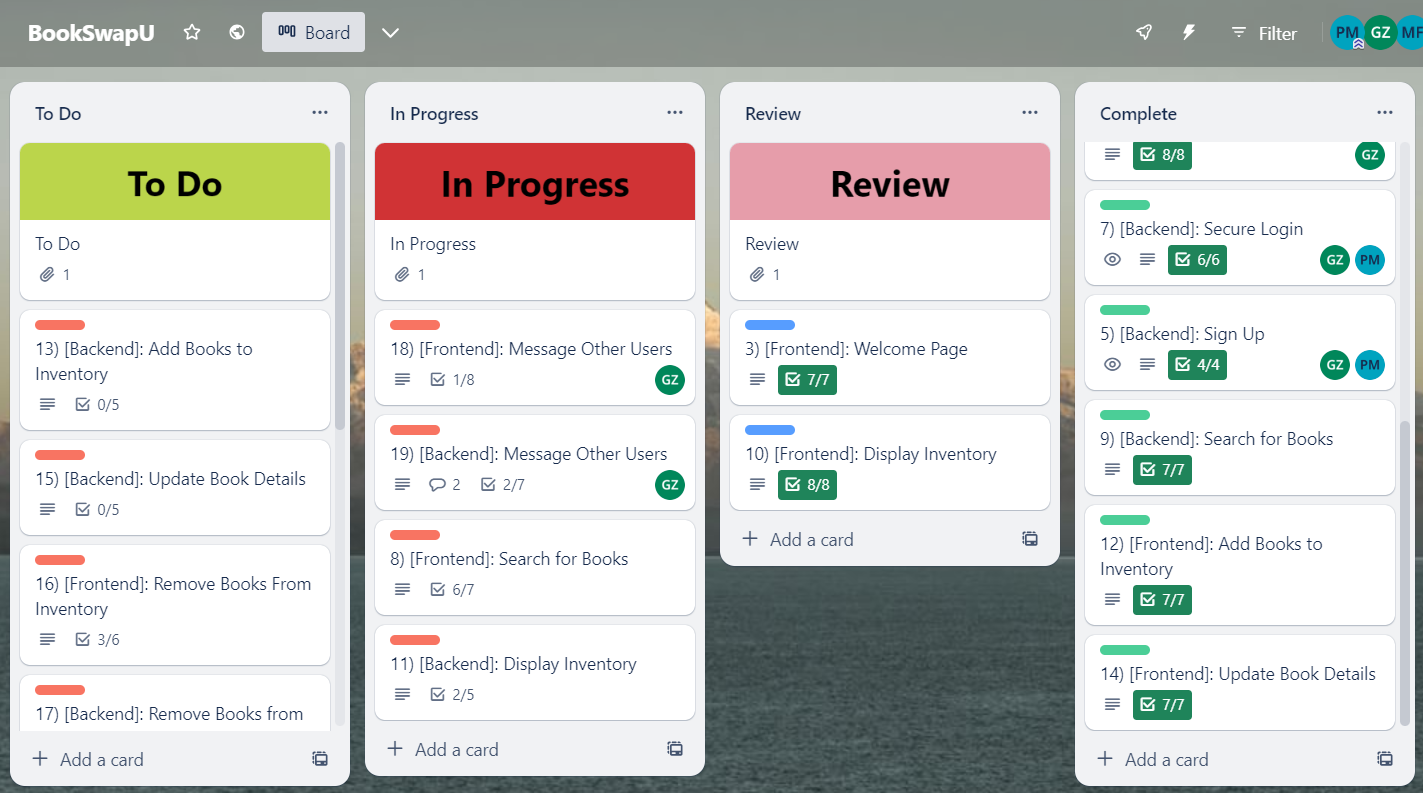 BookSwapU
Board
Filter
PM
GZ
MF
To Do
To Do
To Do
1
13) [Backend]: Add Books to
Inventory
0/5
15) [Backend]: Update Book Details
0/5
16) [Frontend]: Remove Books From
Inventory
3/6
17) [Backend]: Remove Books from
Add a card
In Progress
In Progress
In Progress
1
18) [Frontend]: Message Other Users
1/8
GZ
19) [Backend]: Message Other Users
2
2/7
GZ
8) [Frontend]: Search for Books
6/7
11) [Backend]: Display Inventory
2/5
Add a card
Review
Review
Review
1
3) [Frontend]: Welcome Page
7/7
10) [Frontend]: Display Inventory
8/8
Add a card
Complete
8/8
GZ
7) [Backend]: Secure Login
6/6
GZ
PM
5) [Backend]: Sign Up
4/4
GZ
PM
9) [Backend]: Search for Books
7/7
12) [Frontend]: Add Books to
Inventory
7/7
14) [Frontend]: Update Book Details
7/7
Add a card